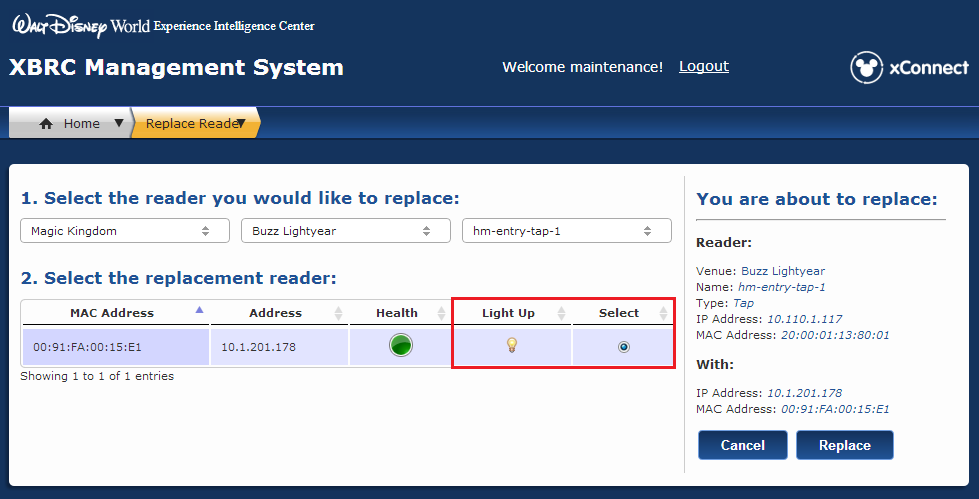 WALT DISNEY World Experience Intelligence Center
XBRC Management System
Welcome maintenance! Logout
xConnect
Home
Replace Reader
1. Select the reader you would like to replace:
Magic Kingdom
Buzz Lightyear
hm-entry-tap-1
2. Select the replacement reader:
MAC Address Address Health Light Up Select
00:91:FA:00:15:E1 10.1.201.178
Showing 1 to 1 of 1 entries
You are about to replace:
Reader:
Venue: Buzz Lightyear
Name: hm-entry-tap-1
Type: Tap
IP Address: 10.110.1.117
MAC Address: 20:00:01:13:80:01
With:
IP Address: 10.1.201.178
MAC Address: 00:91:FA:00:15:E1
Cancel Replace